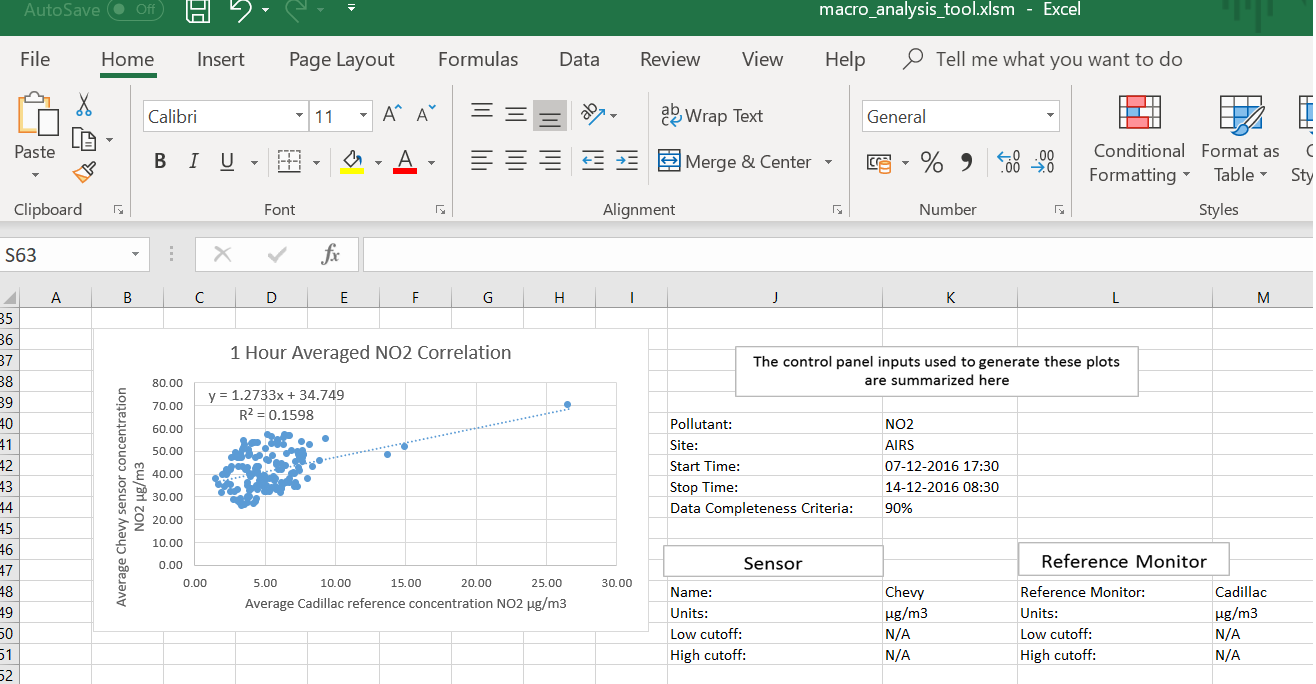 AutoSave Off macro_analysis_tool.xlsm - Excel
File Home Insert Page Layout Formulas Data Review View Help Tell me what you want to do
Calibri 11 A A ab Wrap Text General
Paste B I U A Merge & Center % Conditional Formatting Format as Table
Clipboard Font Alignment Number Styles
S63 fx
A B C D E F G H I J K L M
35
36
37
38
39
40
41
42
43
44
45
46
47
48
49
50
51
52
1 Hour Averaged NO2 Correlation
y = 1.2733x + 34.749
R² = 0.1598
80.00
70.00
60.00
50.00
40.00
30.00
20.00
10.00
0.00
0.00 5.00 10.00 15.00 20.00 25.00 30.00
Average Chevy sensor concentration
NO2 µg/m3
Average Cadillac reference concentration NO2 µg/m3
The control panel inputs used to generate these plots
are summarized here
Pollutant: NO2
Site: AIRS
Start Time: 07-12-2016 17:30
Stop Time: 14-12-2016 08:30
Data Completeness Criteria: 90%
Sensor Reference Monitor
Name: Chevy Reference Monitor: Cadillac
Units: µg/m3 Units: µg/m3
Low cutoff: N/A Low cutoff: N/A
High cutoff: N/A High cutoff: N/A